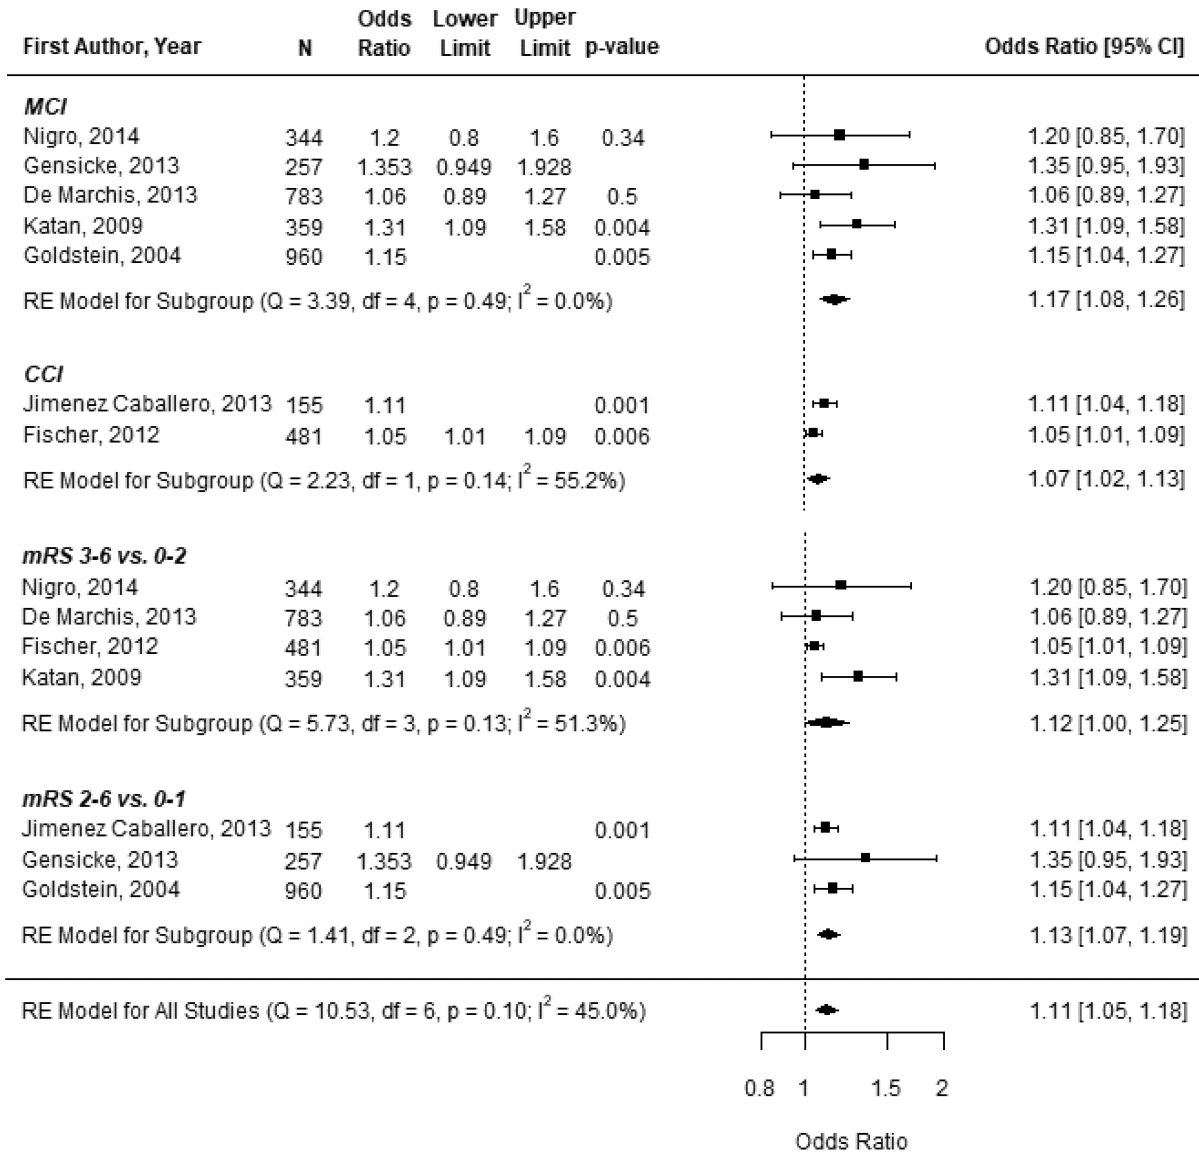 First Author, Year N Odds Ratio Lower Limit Upper Limit p-value Odds Ratio [95% CI]
MCI
Nigro, 2014 344 1.2 0.8 1.6 0.34 1.20 [0.85, 1.70]
Gensicke, 2013 257 1.353 0.949 1.928 1.35 [0.95, 1.93]
De Marchis, 2013 783 1.06 0.89 1.27 0.5 1.06 [0.89, 1.27]
Katan, 2009 359 1.31 1.09 1.58 0.004 1.31 [1.09, 1.58]
Goldstein, 2004 960 1.15 0.005 1.15 [1.04, 1.27]
RE Model for Subgroup (Q = 3.39, df = 4, p = 0.49; I² = 0.0%) 1.17 [1.08, 1.26]
CCI
Jimenez Caballero, 2013 155 1.11 0.001 1.11 [1.04, 1.18]
Fischer, 2012 481 1.05 1.01 1.09 0.006 1.05 [1.01, 1.09]
RE Model for Subgroup (Q = 2.23, df = 1, p = 0.14; I² = 55.2%) 1.07 [1.02, 1.13]
mRS 3-6 vs. 0-2
Nigro, 2014 344 1.2 0.8 1.6 0.34 1.20 [0.85, 1.70]
De Marchis, 2013 783 1.06 0.89 1.27 0.5 1.06 [0.89, 1.27]
Fischer, 2012 481 1.05 1.01 1.09 0.006 1.05 [1.01, 1.09]
Katan, 2009 359 1.31 1.09 1.58 0.004 1.31 [1.09, 1.58]
RE Model for Subgroup (Q = 5.73, df = 3, p = 0.13; I² = 51.3%) 1.12 [1.00, 1.25]
mRS 2-6 vs. 0-1
Jimenez Caballero, 2013 155 1.11 0.001 1.11 [1.04, 1.18]
Gensicke, 2013 257 1.353 0.949 1.928 1.35 [0.95, 1.93]
Goldstein, 2004 960 1.15 0.005 1.15 [1.04, 1.27]
RE Model for Subgroup (Q = 1.41, df = 2, p = 0.49; I² = 0.0%) 1.13 [1.07, 1.19]
RE Model for All Studies (Q = 10.53, df = 6, p = 0.10; I² = 45.0%) 1.11 [1.05, 1.18]
0.8 1 1.5 2
Odds Ratio